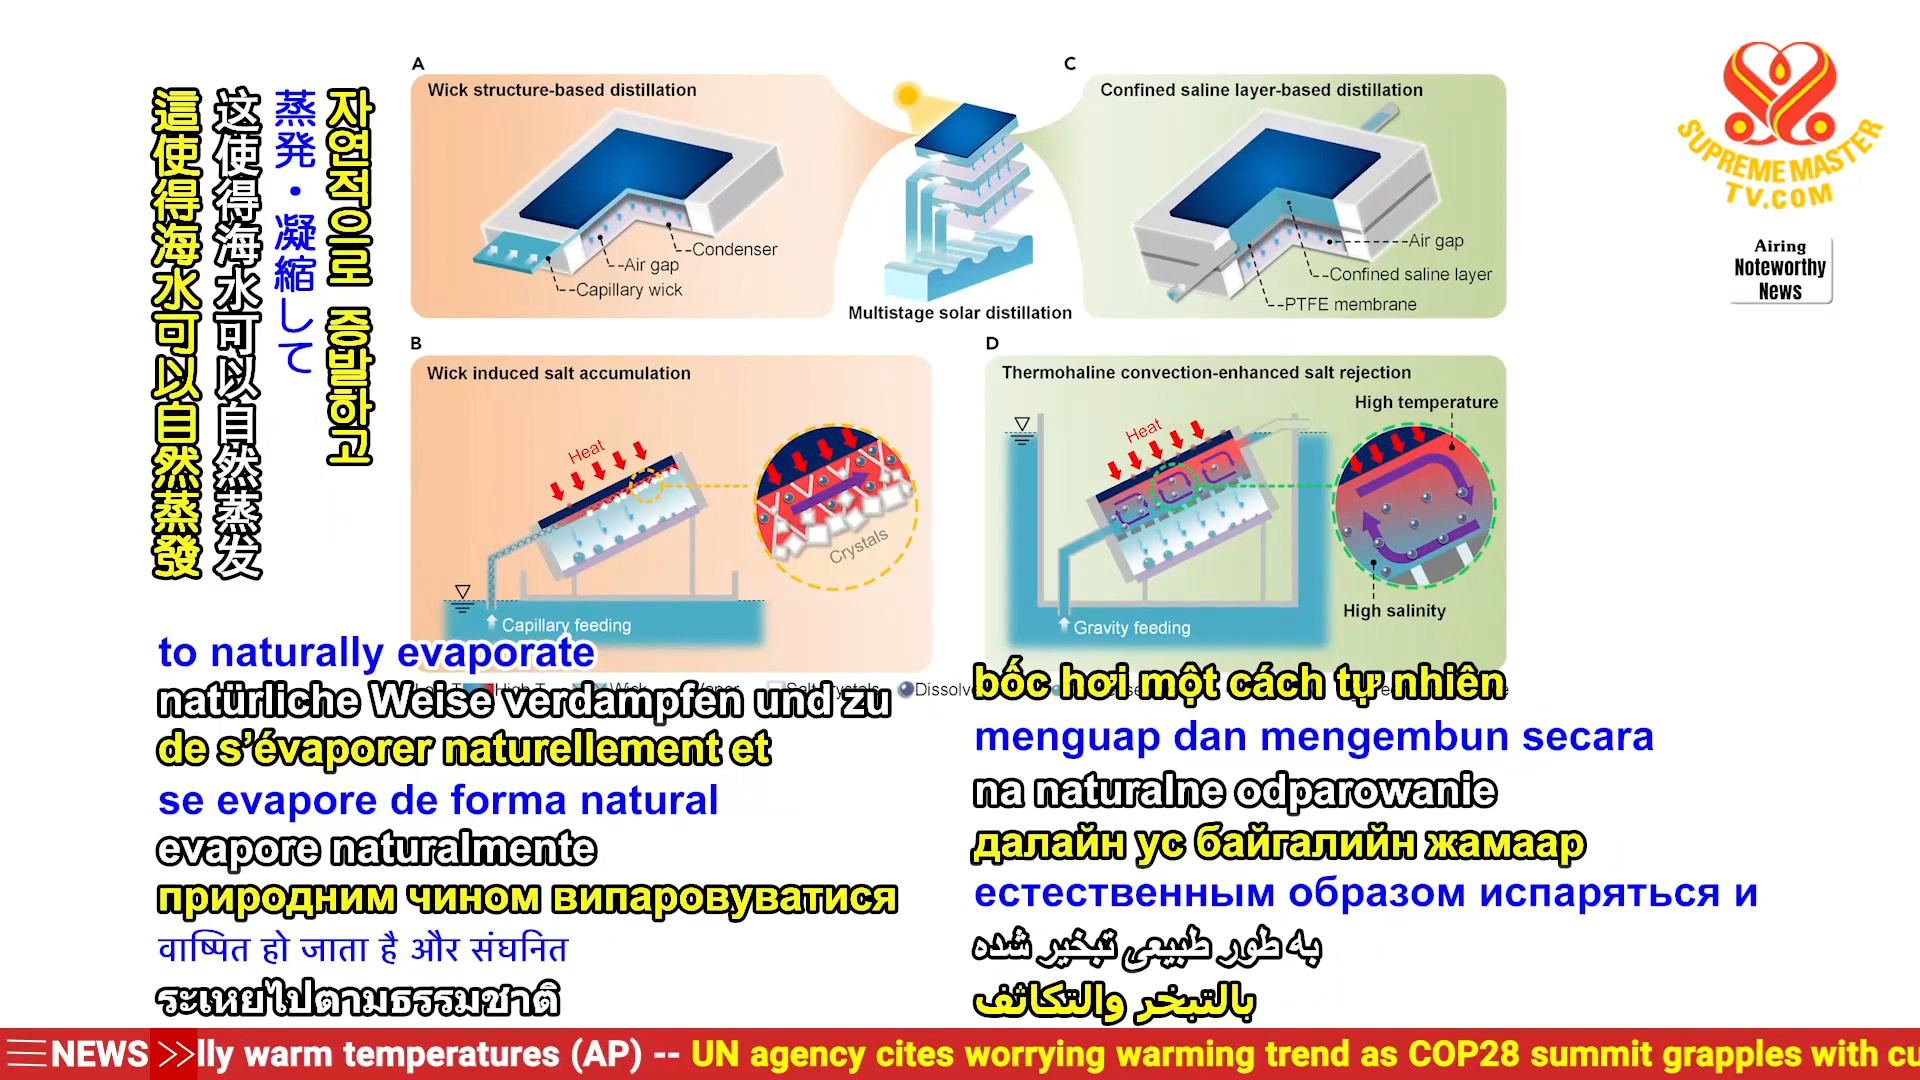 這使得海水可以自然蒸發
这使得海水可以自然蒸发
蒸発・凝縮して
자연적으로 증발하고
A
Wick structure-based distillation
Condenser
Air gap
Capillary wick
Multistage solar distillation
C
Confined saline layer-based distillation
Air gap
Confined saline layer
PTFE membrane
B
Wick induced salt accumulation
Heat
Crystals
Capillary feeding
D
Thermohaline convection-enhanced salt rejection
High temperature
Heat
High salinity
Gravity feeding
SUPREME MASTER
TV.COM
Airing
Noteworthy
News
to naturally evaporate
natürliche Weise verdampfen und zu
de s’évaporer naturellement et
se evapore de forma natural
evapore naturalmente
природним чином випаровуватися
वाष्पित हो जाता है और संघनित
ระเหยไปตามธรรมชาติ
bốc hơi một cách tự nhiên
menguap dan mengembun secara
na naturalne odparowanie
далайн ус байгалийн жамаар
естественным образом испаряться и
به طور طبیعی تبخیر شده
بالتبخر والتكاثف
NEWS
lly warm temperatures (AP) -- UN agency cites worrying warming trend as COP28 summit grapples with cu